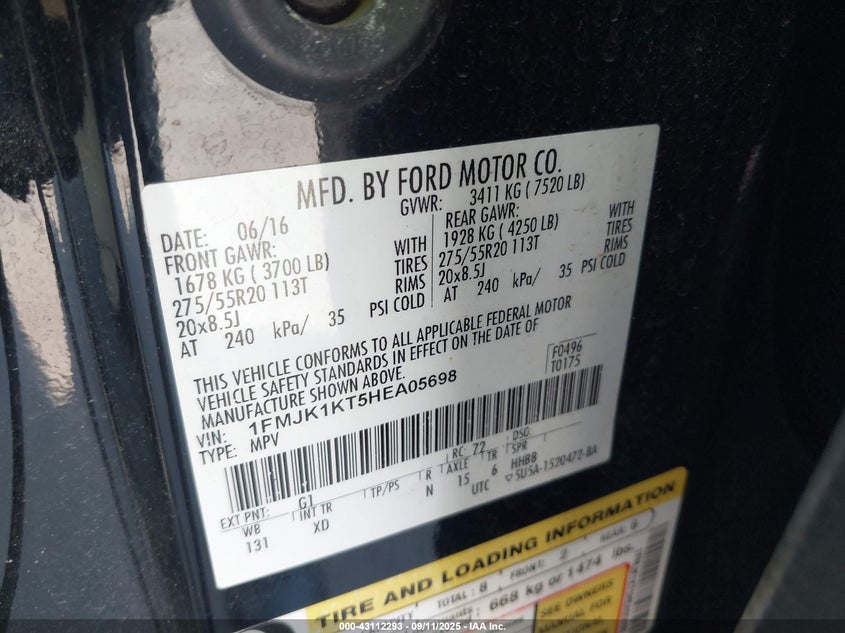 MFD. BY FORD MOTOR CO.
DATE: 06/16 GVWR: 3411 KG ( 7520 LB)
FRONT GAWR: REAR GAWR:
1678 KG ( 3700 LB) WITH 1928 KG ( 4250 LB) WITH
275/55R20 113T TIRES 275/55R20 113T TIRES
20x8.5J RIMS 20x8.5J RIMS
AT 240 kPa/ 35 PSI COLD AT 240 kPa/ 35 PSI COLD
THIS VEHICLE CONFORMS TO ALL APPLICABLE FEDERAL MOTOR
VEHICLE SAFETY STANDARDS IN EFFECT ON THE DATE OF
MANUFACTURE SHOWN ABOVE. F0496
VIN: 1FMJK1KT5HEA05698 T0175
TYPE: MPV
EXT PNT: G1 RC: 72 DSO:
WB INT TR TP/PS R AXLE TR SPR
131 XD N 15 6 HHBB
UTC ▽5U5A-1520472-BA
TIRE AND LOADING INFORMATION
TOTAL: 8 FRONT: 2 REAR: 6
668 kg or 1474 lbs.
SEE OWNERS
MANUAL FOR
000-43112293 - 09/11/2025 - IAA Inc.